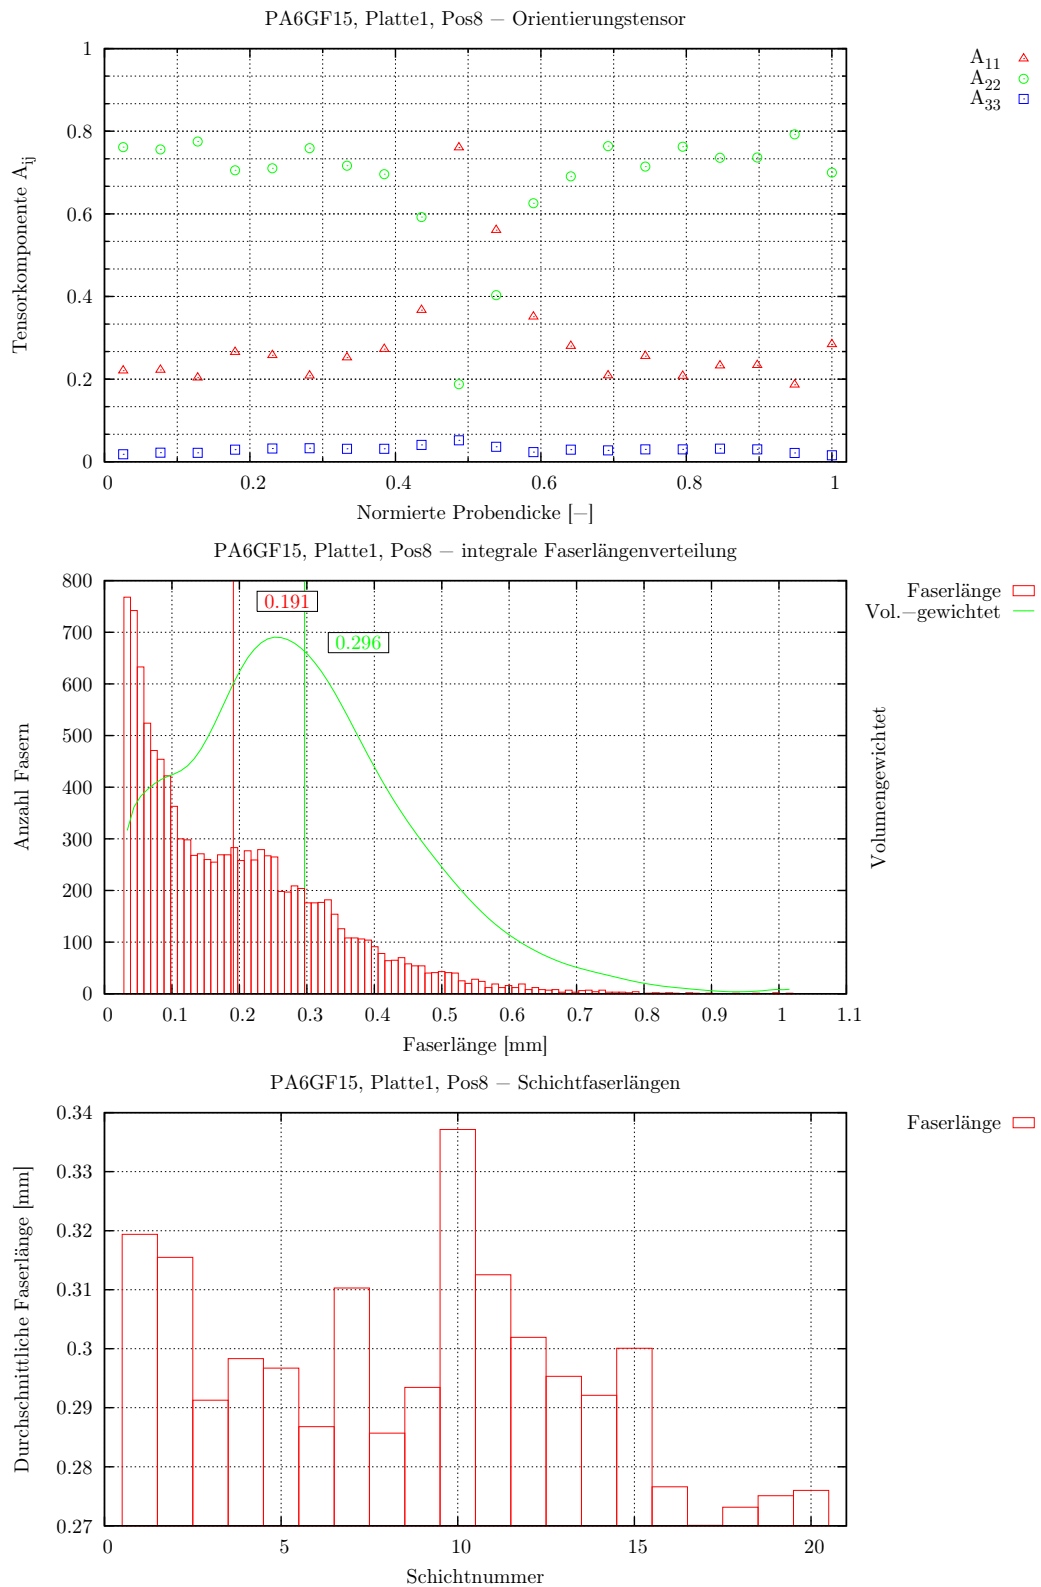 PA6GF15, Platte1, Pos8 − Orientierungstensor
A11
A22
A33
Tensorkomponente Aij
1
0.8
0.6
0.4
0.2
0
0 0.2 0.4 0.6 0.8 1
Normierte Probendicke [−]
PA6GF15, Platte1, Pos8 − integrale Faserlängenverteilung
Faserlänge
Vol.−gewichtet
0.191
0.296
Anzahl Fasern
Volumengewichtet
800
700
600
500
400
300
200
100
0
0 0.1 0.2 0.3 0.4 0.5 0.6 0.7 0.8 0.9 1 1.1
Faserlänge [mm]
PA6GF15, Platte1, Pos8 − Schichtfaserlängen
Faserlänge
Durchschnittliche Faserlänge [mm]
0.34
0.33
0.32
0.31
0.3
0.29
0.28
0.27
0 5 10 15 20
Schichtnummer